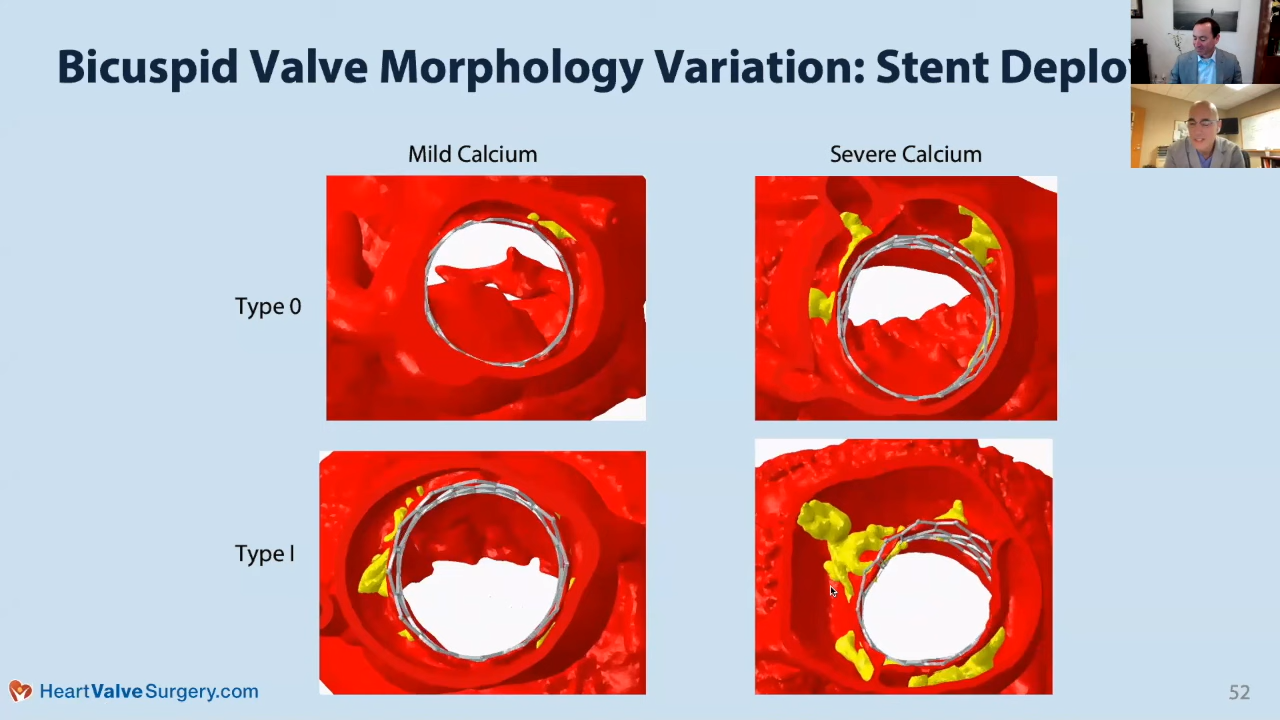 Bicuspid Valve Morphology Variation: Stent Deplo
Mild Calcium
Severe Calcium
Type 0
Type I
HeartValveSurgery.com
52